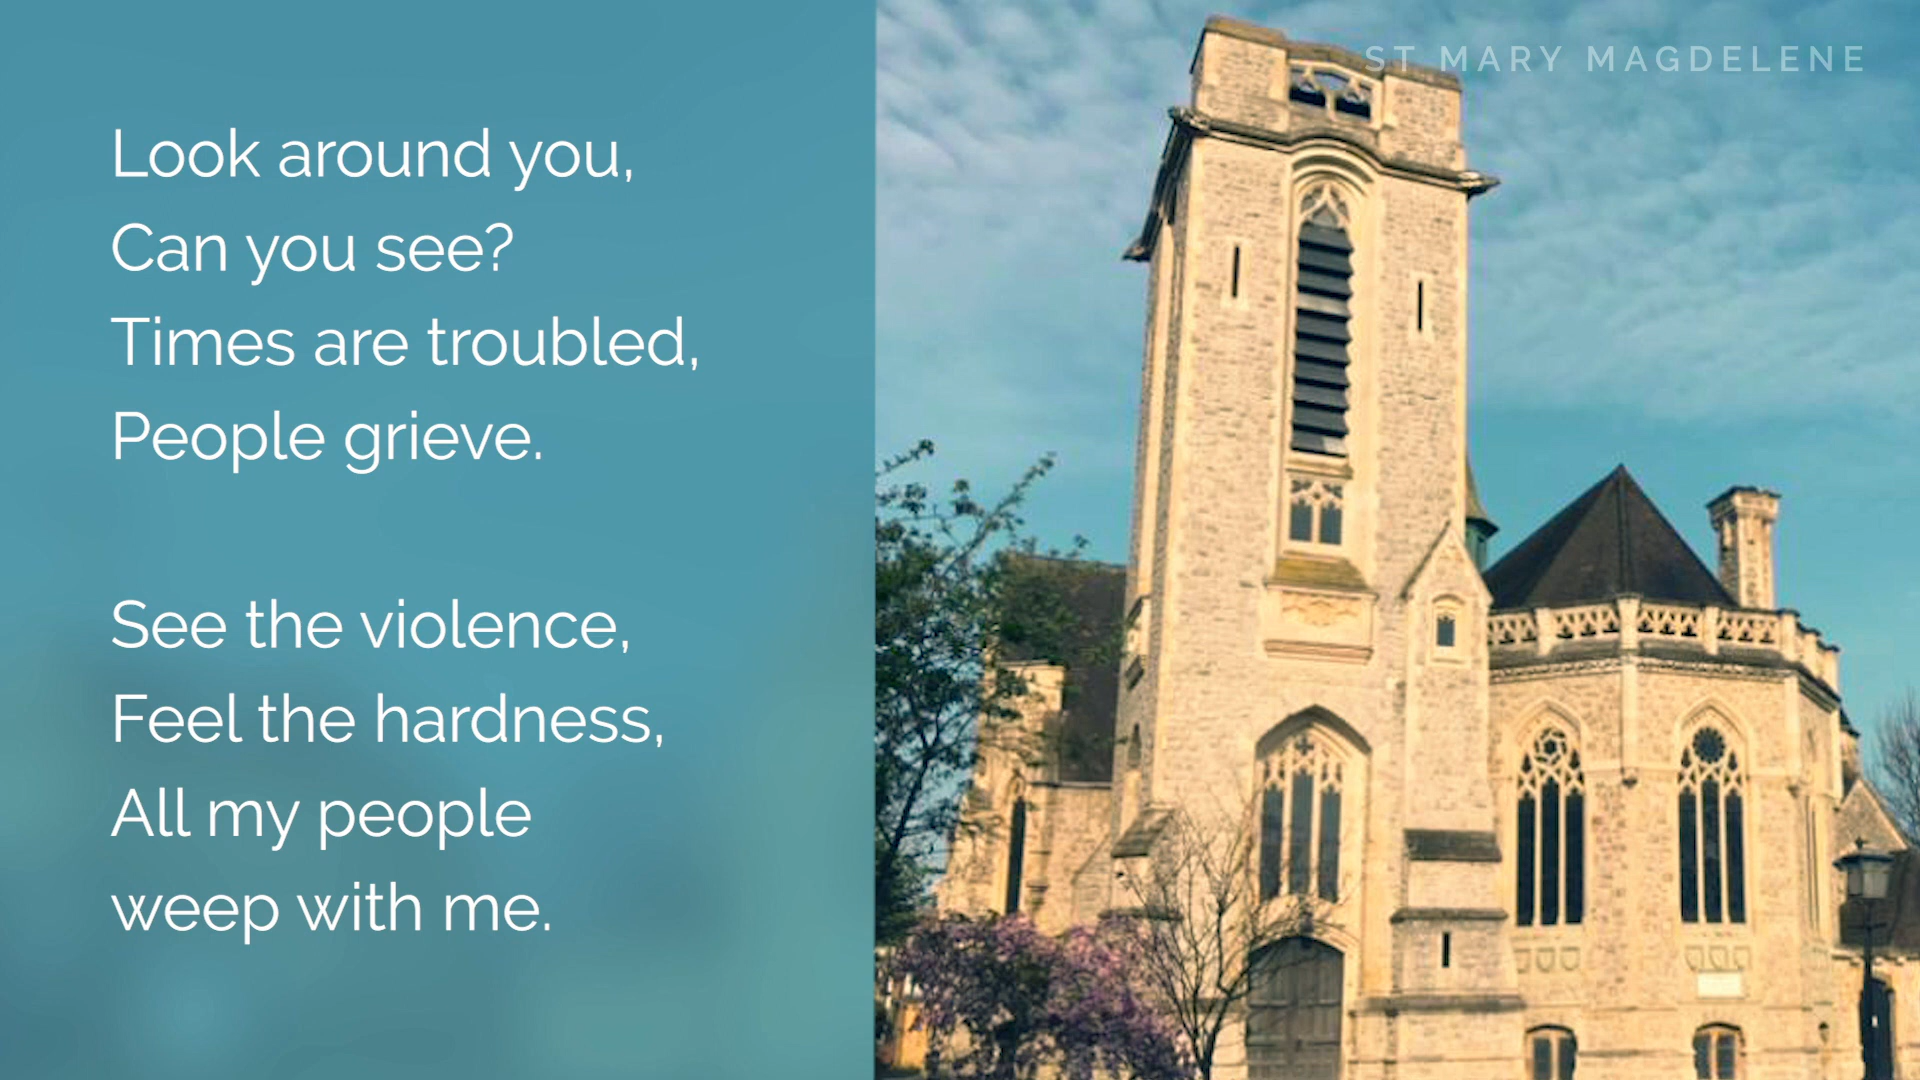 ST MARY MAGDELENE
Look around you,
Can you see?
Times are troubled,
People grieve.
See the violence,
Feel the hardness,
All my people
weep with me.